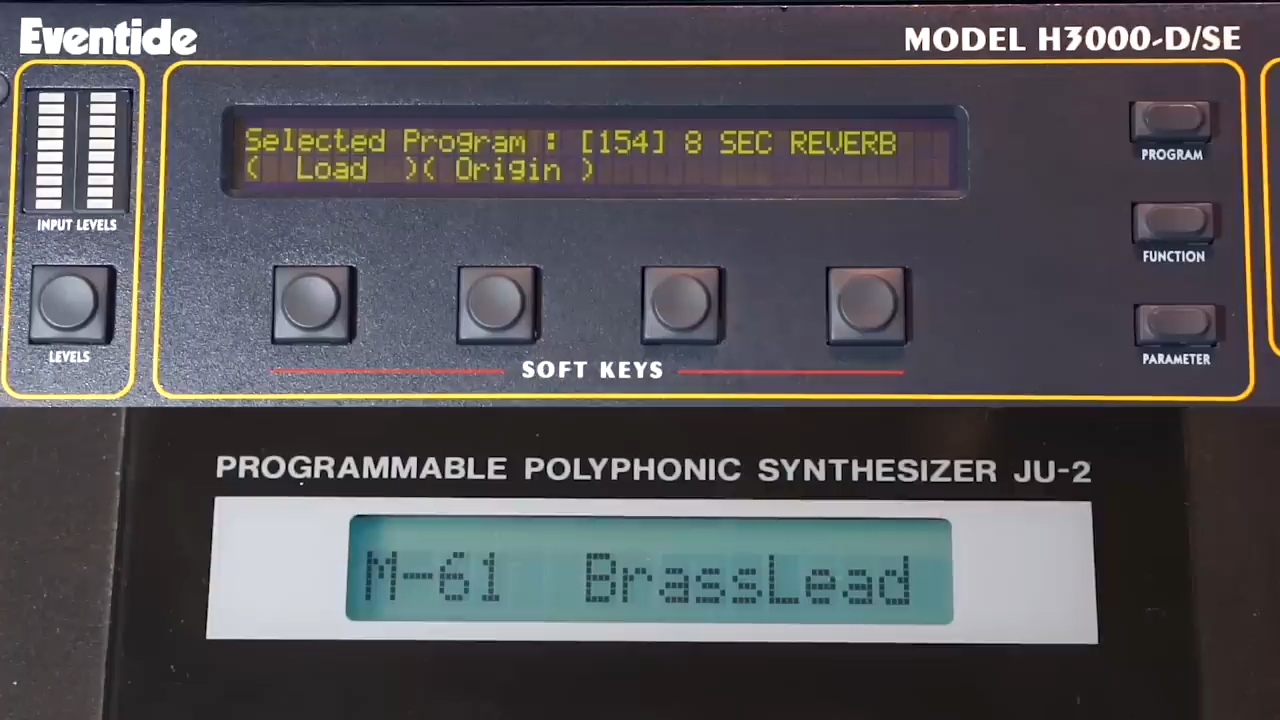 Eventide
MODEL H3000-D/SE
Selected Program : [154] 8 SEC REVERB
( Load )( Origin )
INPUT LEVELS
LEVELS
SOFT KEYS
PROGRAM
FUNCTION
PARAMETER
PROGRAMMABLE POLYPHONIC SYNTHESIZER JU-2
M-61 BrassLead